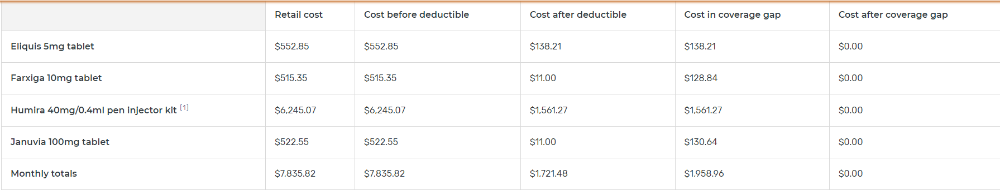 Retail cost Cost before deductible Cost after deductible Cost in coverage gap Cost after coverage gap
Eliquis 5mg tablet $552.85 $552.85 $138.21 $138.21 $0.00
Farxiga 10mg tablet $515.35 $515.35 $11.00 $128.84 $0.00
Humira 40mg/0.4ml pen injector kit [1] $6,245.07 $6,245.07 $1,561.27 $1,561.27 $0.00
Januvia 100mg tablet $522.55 $522.55 $11.00 $130.64 $0.00
Monthly totals $7,835.82 $7,835.82 $1,721.48 $1,958.96 $0.00